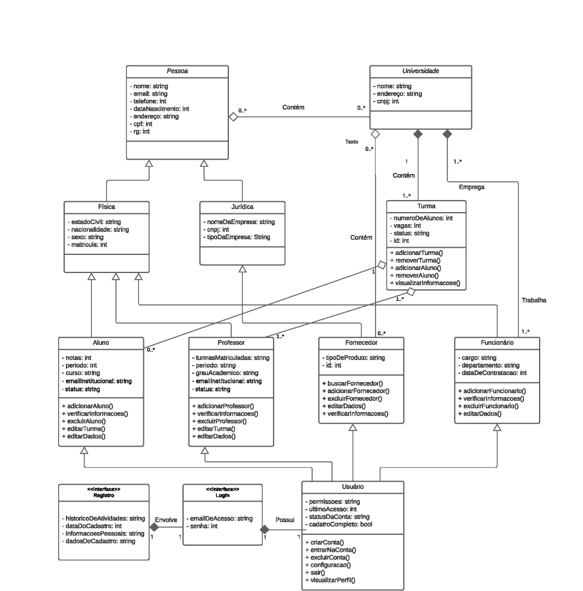 Pessoa
- nome: string
- email: string
- telefone: int
- dataNascimento: int
- endereço: string
- cpf: int
- rg: int
Universidade
- nome: string
- endereço: string
- cnpj: int
0..*
Contém
0..*
Texto
0..*
1
Contém
1..*
1..*
Emprega
Física
- estadoCivil: string
- nacionalidade: string
- sexo: string
- matricula: int
Jurídica
- nomeDaEmpresa: string
- cnpj: int
- tipoDaEmpresa: String
Turma
- numeroDeAlunos: int
- vagas: int
- status: string
- id: int
+ adicionarTurma()
+ removerTurma()
+ adicionarAluno()
+ removerAluno()
+ visualizarInformacoes()
Contém
1
1..*
Trabalha
0..*
1..*
0..*
1..*
Aluno
- notas: int
- periodo: int
- curso: string
- emailInstitucional: string
- status: string
+ adicionarAluno()
+ verificarInformacoes()
+ excluirAluno()
+ editarTurma()
+ editarDados()
Professor
- turmasMatriculadas: string
- periodo: string
- grauAcademico: string
- emailInstitucional: string
- status: string
+ adicionarProfessor()
+ verificarInformacoes()
+ excluirProfessor()
+ editarTurma()
+ editarDados()
Fornecedor
- tipoDeProduto: string
- id: int
+ buscarFornecedor()
+ adicionarFornecedor()
+ excluirFornecedor()
+ editarDados()
+ verificarInformacoes()
Funcionário
- cargo: string
- departamento: string
- dataDeContratacao: int
+ adicionarFuncionario()
+ verificarInformacoes()
+ excluirFuncionario()
+ editarDados()
<<Interface>>
Registro
- historicoDeAtividades: string
- dataDoCadastro: int
- informacoesPessoais: string
- dadosDoCadastro: string
Envolve
1
1
<<Interface>>
Login
- emailDeAcesso: string
- senha: int
Possui
1
1
Usuário
- permissoes: string
- ultimoAcesso: int
- statusDaConta: string
- cadatroCompleto: bool
+ criarConta()
+ entrarNaConta()
+ excluirConta()
+ configuracao()
+ sair()
+ visualizarPerfil()